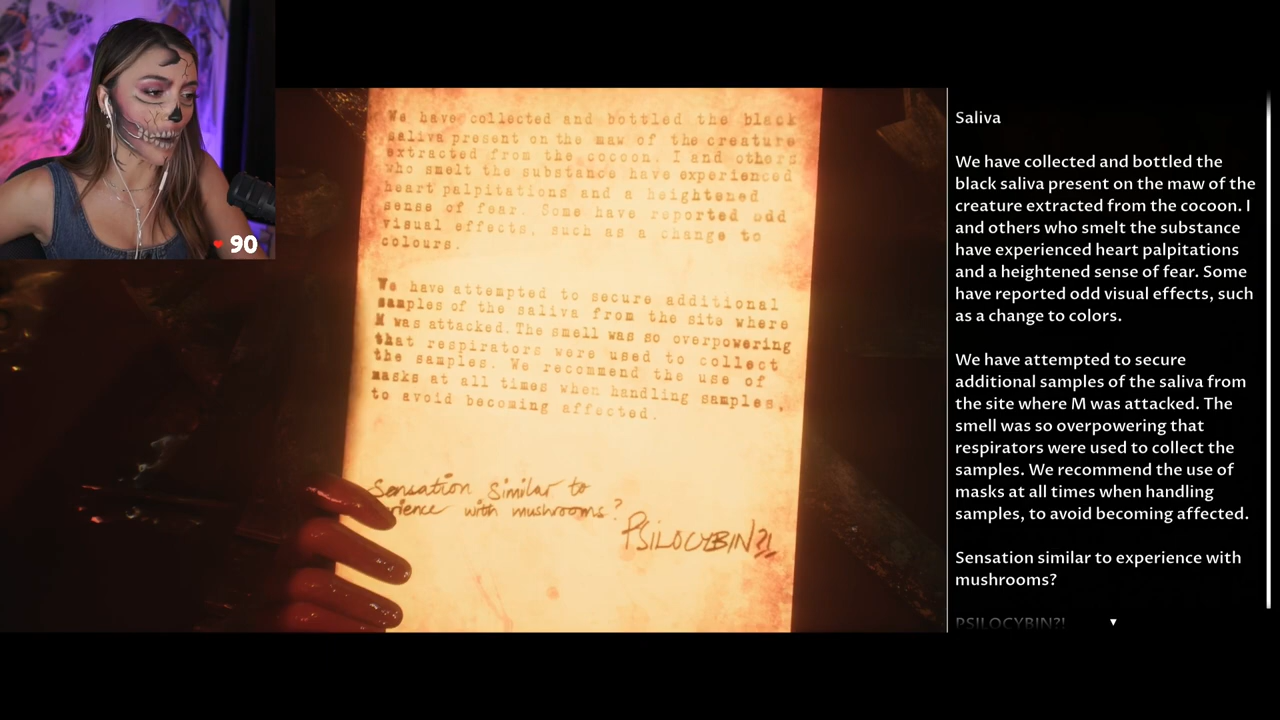 90
We have collected and bottled the black
saliva present on the maw of the creature
extracted from the cocoon. I and others
who smelt the substance have experienced
heart palpitations and a heightened
sense of fear. Some have reported odd
visual effects, such as a change to
colours.
We have attempted to secure additional
samples of the saliva from the site where
M was attacked. The smell was so overpowering
that respirators were used to collect
the samples. We recommend the use of
masks at all times when handling samples,
to avoid becoming affected.
Sensation similar to
rience with mushrooms?
PSILOCYBIN?!
Saliva
We have collected and bottled the
black saliva present on the maw of the
creature extracted from the cocoon. I
and others who smelt the substance
have experienced heart palpitations
and a heightened sense of fear. Some
have reported odd visual effects, such
as a change to colors.
We have attempted to secure
additional samples of the saliva from
the site where M was attacked. The
smell was so overpowering that
respirators were used to collect the
samples. We recommend the use of
masks at all times when handling
samples, to avoid becoming affected.
Sensation similar to experience with
mushrooms?
PSILOCYBIN?!